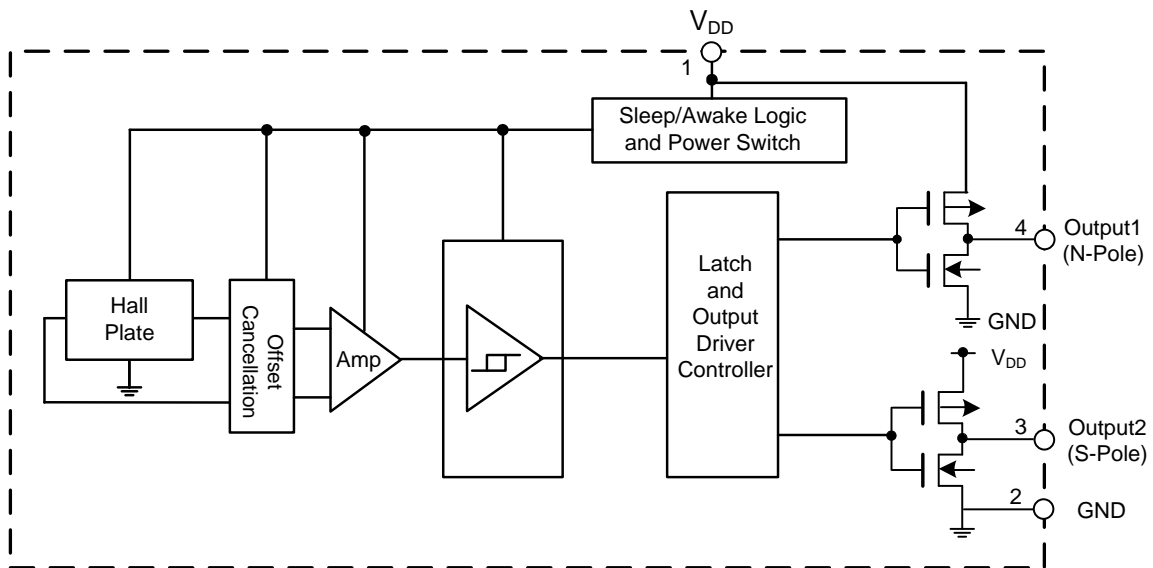 VDD
1
Sleep/Awake Logic
and Power Switch
4
Output1
(N-Pole)
GND
Hall
Plate
Offset
Cancellation
Amp
Latch
and
Output
Driver
Controller
VDD
3
Output2
(S-Pole)
2
GND